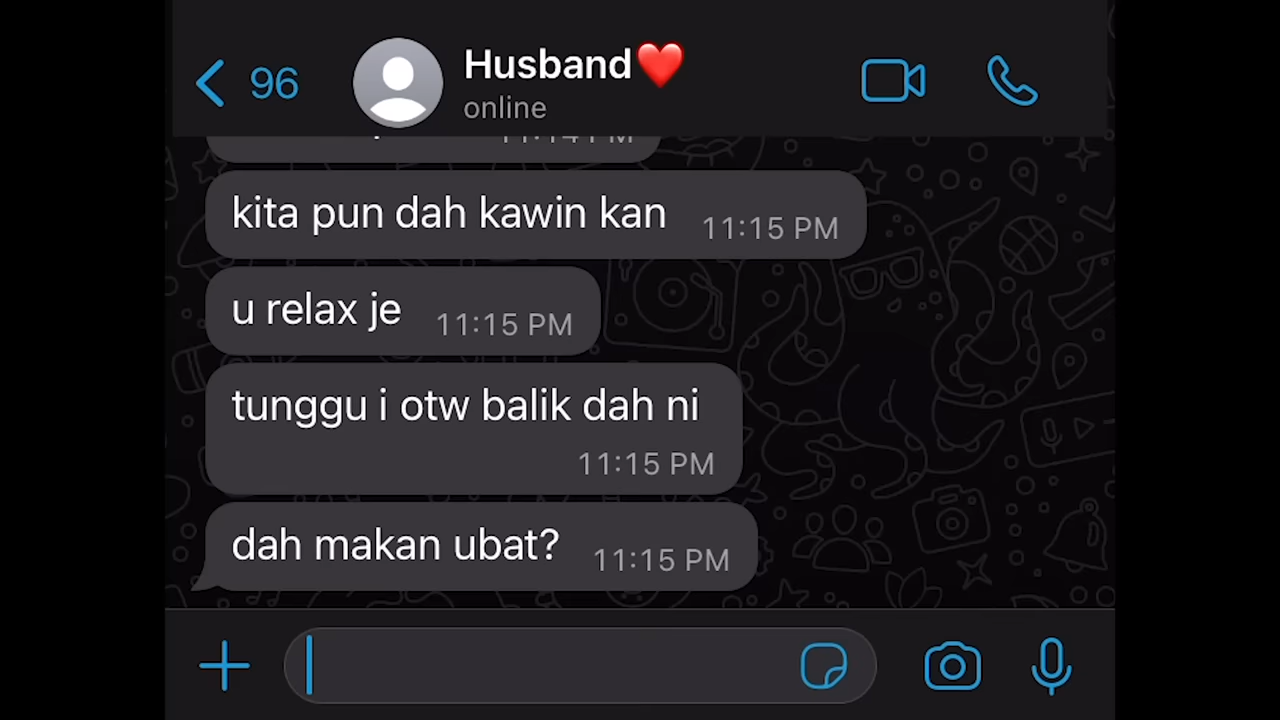 96
Husband❤️
online
kita pun dah kawin kan 11:15 PM
u relax je 11:15 PM
tunggu i otw balik dah ni
11:15 PM
dah makan ubat? 11:15 PM